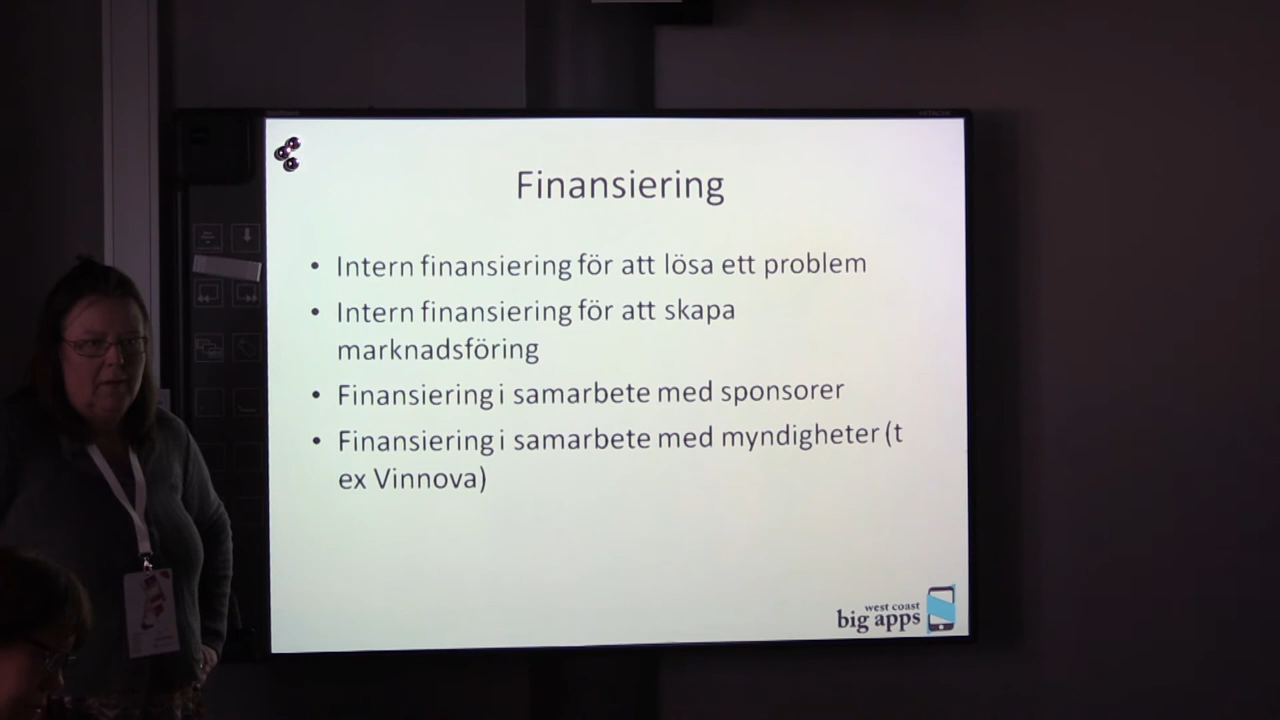 Finansiering
• Intern finansiering för att lösa ett problem
• Intern finansiering för att skapa
marknadsföring
• Finansiering i samarbete med sponsorer
• Finansiering i samarbete med myndigheter (t
ex Vinnova)
west coast
big apps